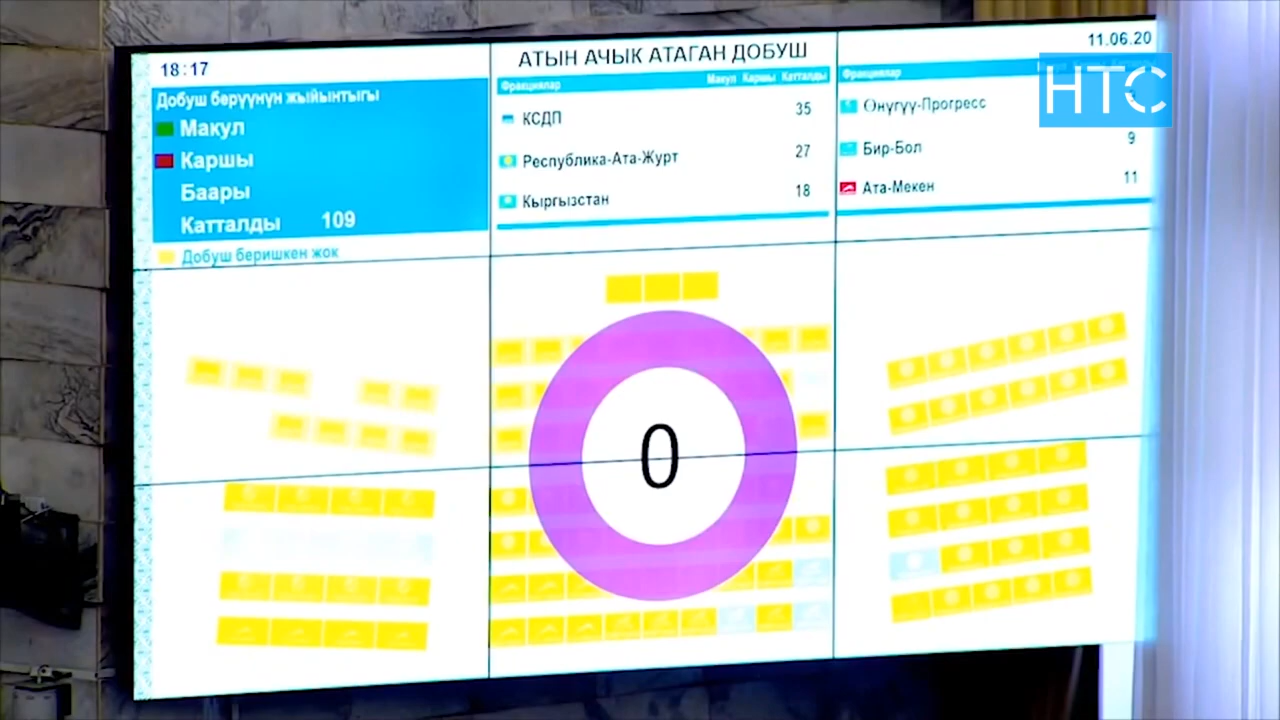 18:17
АТЫН АЧЫК АТАГАН ДОБУШ
11.06.20
НТС
Добуш берүүнүн жыйынтыгы
Макул
Каршы
Баары
Катталды 109
Добуш беришкен жок
Фракциялар Макул Каршы Катталды
КСДП 35
Республика-Ата-Журт 27
Кыргызстан 18
Фракциялар
Өнүгүү-Прогресс
Бир-Бол 9
Ата-Мекен 11
0